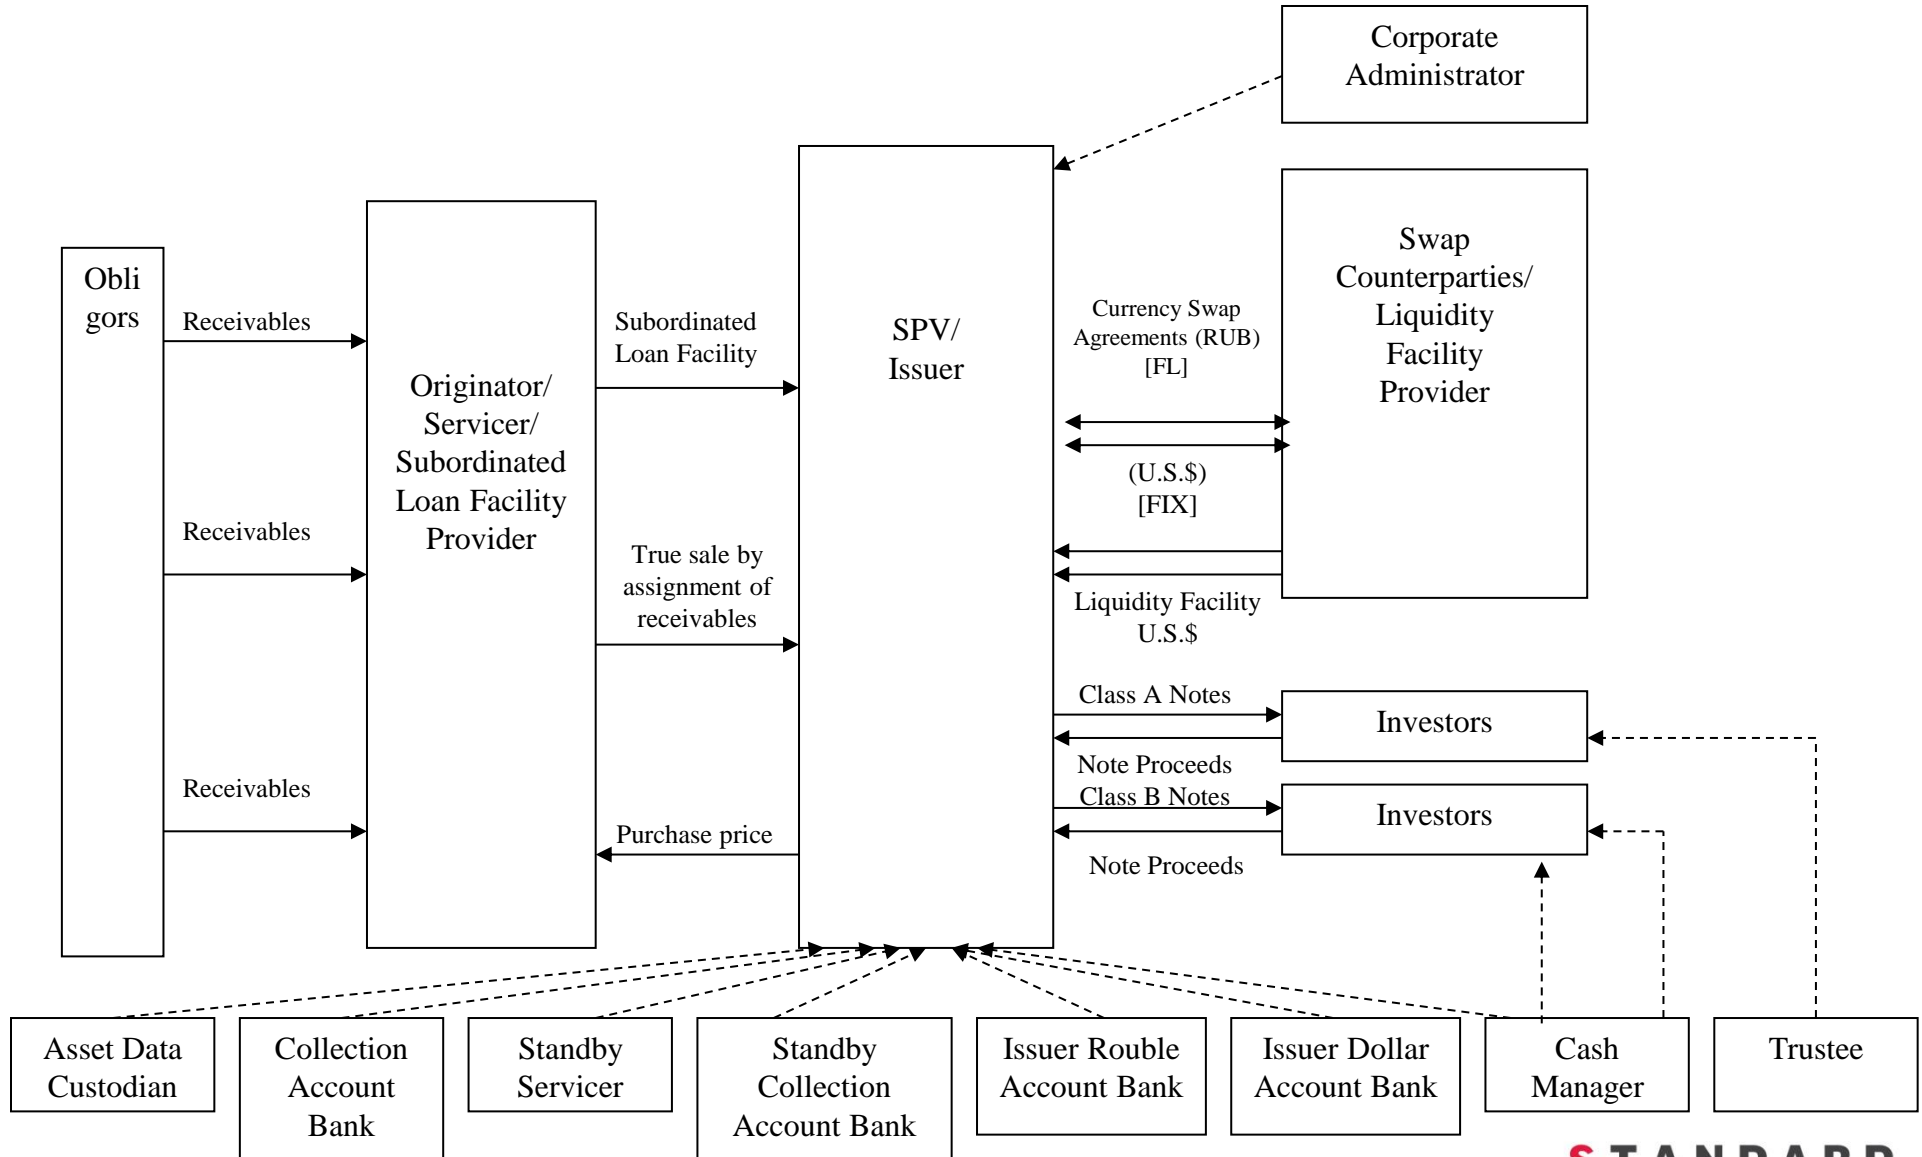 Corporate
Administrator
Obli
gors
Receivables
Receivables
Receivables
Originator/
Servicer/
Subordinated
Loan Facility
Provider
Subordinated
Loan Facility
True sale by
assignment of
receivables
Purchase price
SPV/
Issuer
Currency Swap
Agreements (RUB)
[FL]
(U.S.$)
[FIX]
Liquidity Facility
U.S.$
Swap
Counterparties/
Liquidity
Facility
Provider
Class A Notes
Note Proceeds
Class B Notes
Note Proceeds
Investors
Investors
Asset Data
Custodian
Collection
Account
Bank
Standby
Servicer
Standby
Collection
Account Bank
Issuer Rouble
Account Bank
Issuer Dollar
Account Bank
Cash
Manager
Trustee
STANDARD